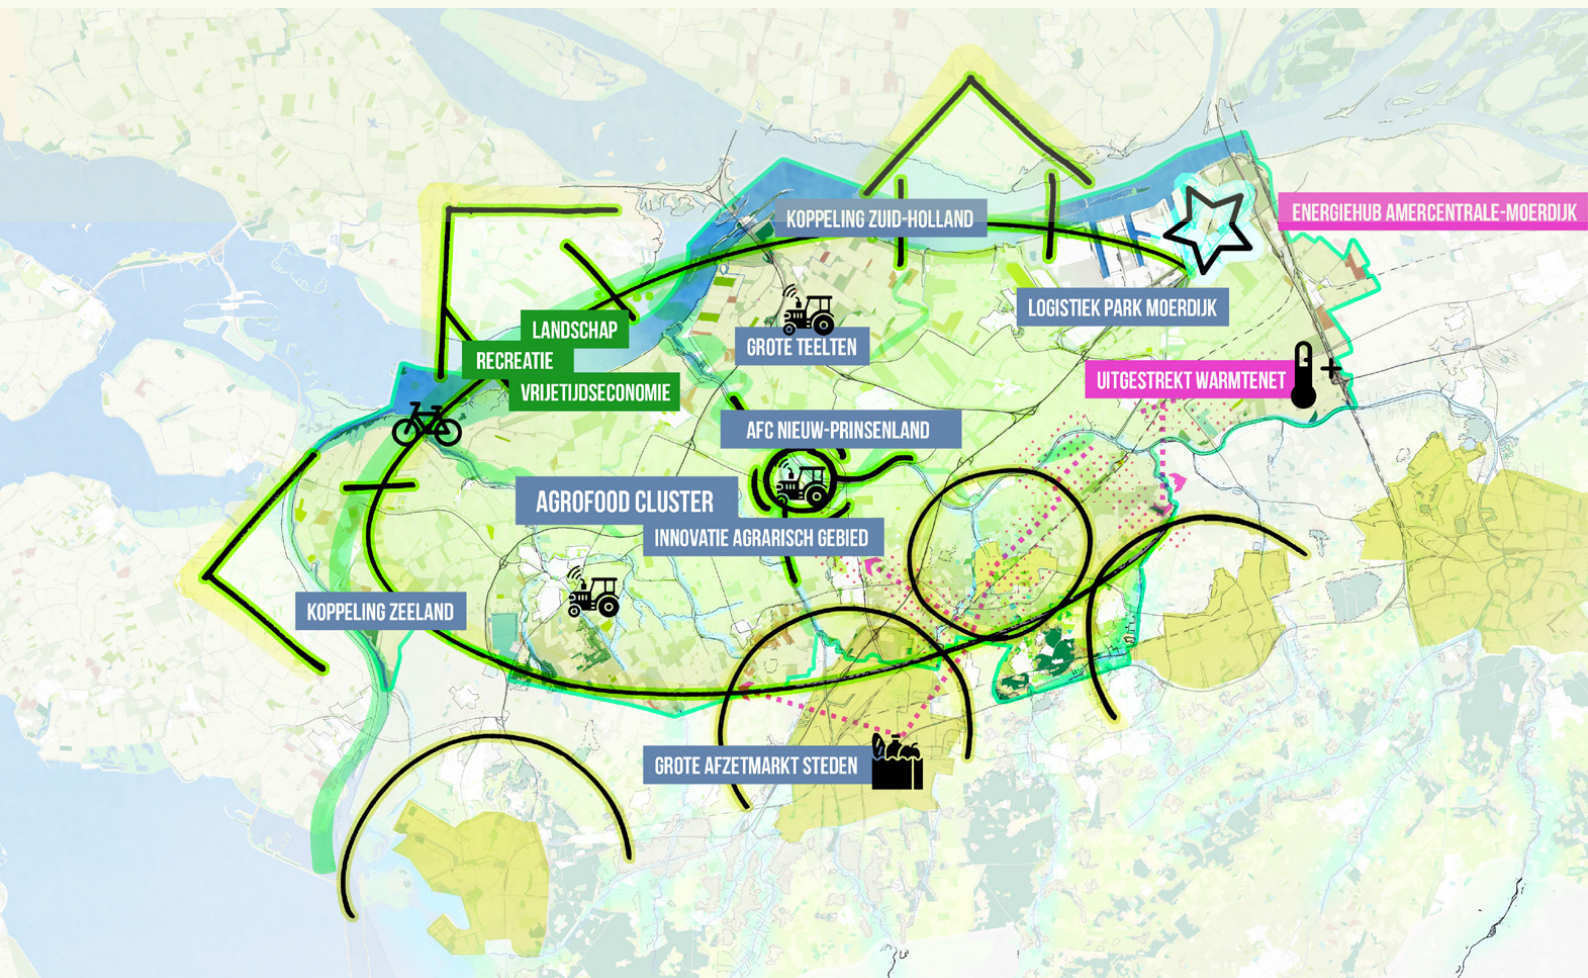 KOPPELING ZUID-HOLLAND
ENERGIEHUB AMERCENTRALE-MOERDIJK
LOGISTIEK PARK MOERDIJK
LANDSCHAP
RECREATIE
VRIJETIJDSECONOMIE
GROTE TEELTEN
UITGESTREKT WARMTENET
AFC NIEUW-PRINSENLAND
AGROFOOD CLUSTER
INNOVATIE AGRARISCH GEBIED
KOPPELING ZEELAND
GROTE AFZETMARKT STEDEN